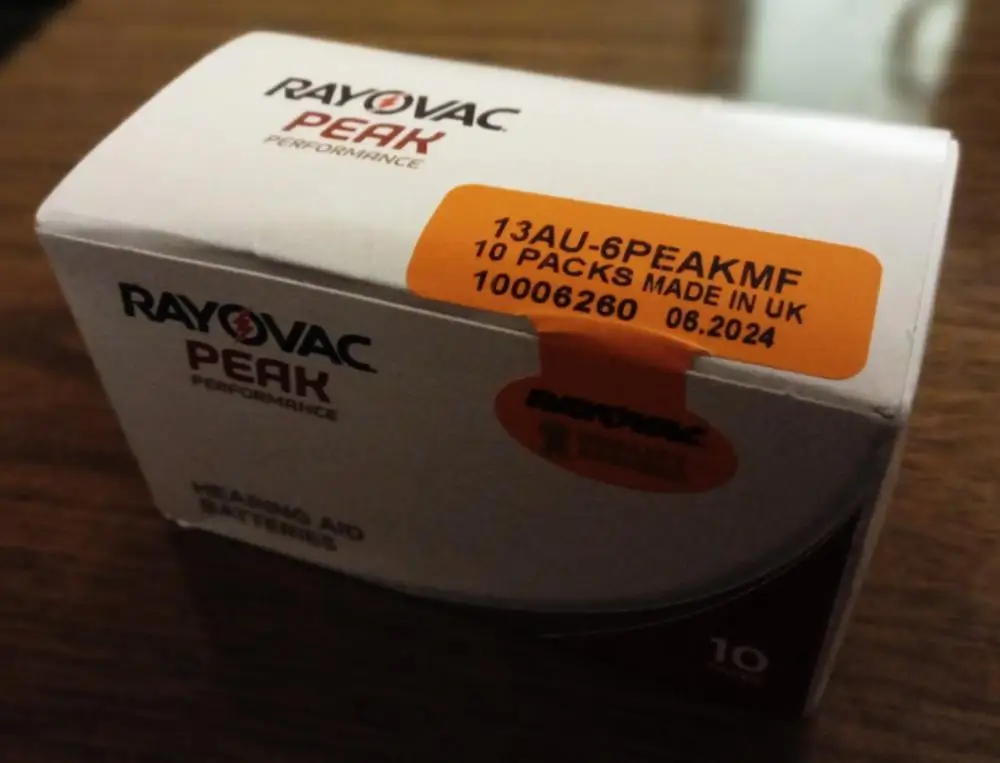 RAYOVAC
PEAK
PERFORMANCE
13AU-6PEAKMF
10 PACKS MADE IN UK
10006260 06.2024
RAYOVAC
PEAK
PERFORMANCE
RAYOVAC
HEARING AID
BATTERIES
10